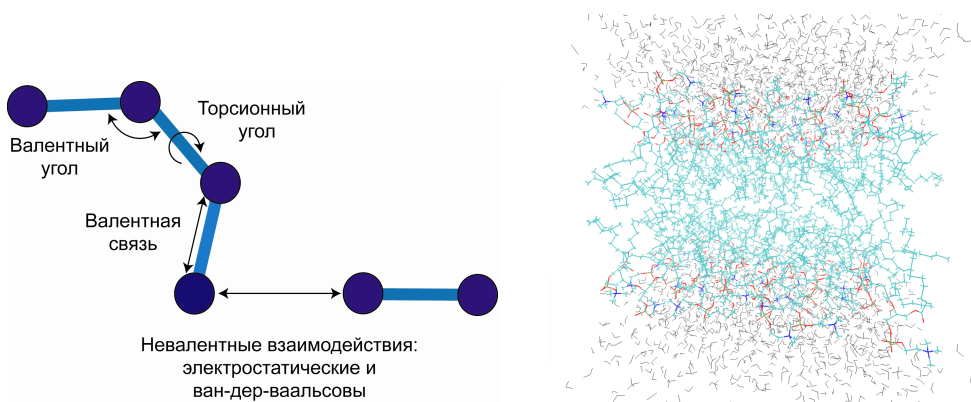 Торсионный
угол
Валентный
угол
Валентная
связь
Невалентные взаимодействия:
электростатические и
ван-дер-ваальсовы